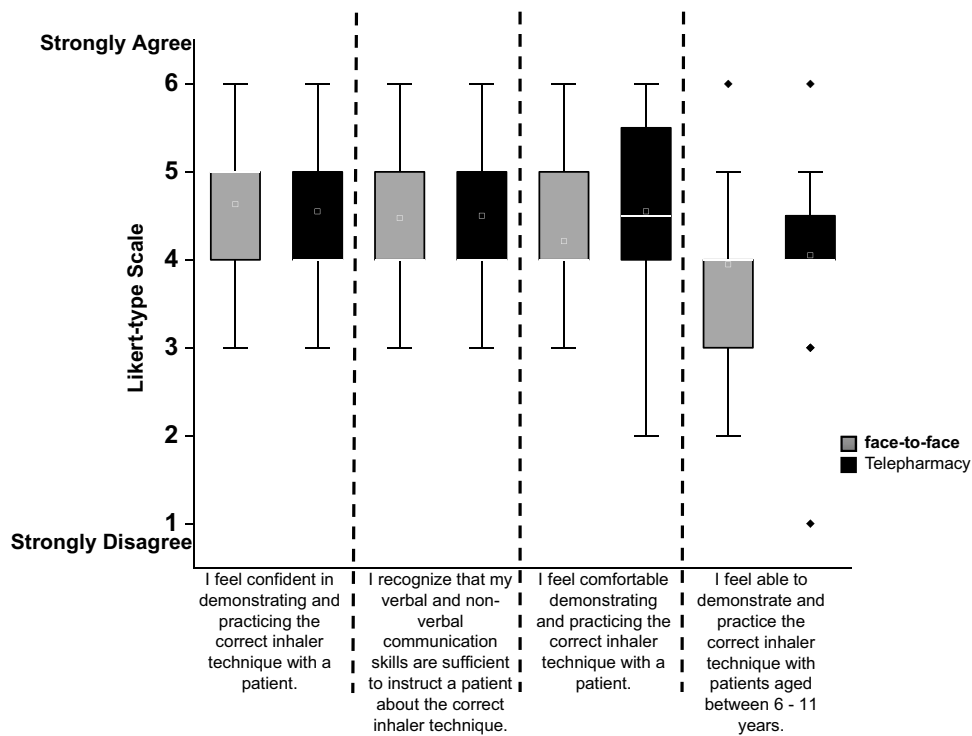 Strongly Agree
6
5
4
3
2
1
Strongly Disagree
Likert-type Scale
face-to-face
Telepharmacy
I feel confident in
demonstrating and
practicing the
correct inhaler
technique with a
patient.
I recognize that my
verbal and non-
verbal
communication
skills are sufficient
to instruct a patient
about the correct
inhaler technique.
I feel comfortable
demonstrating
and practicing the
correct inhaler
technique with a
patient.
I feel able to
demonstrate and
practice the
correct inhaler
technique with
patients aged
between 6 - 11
years.